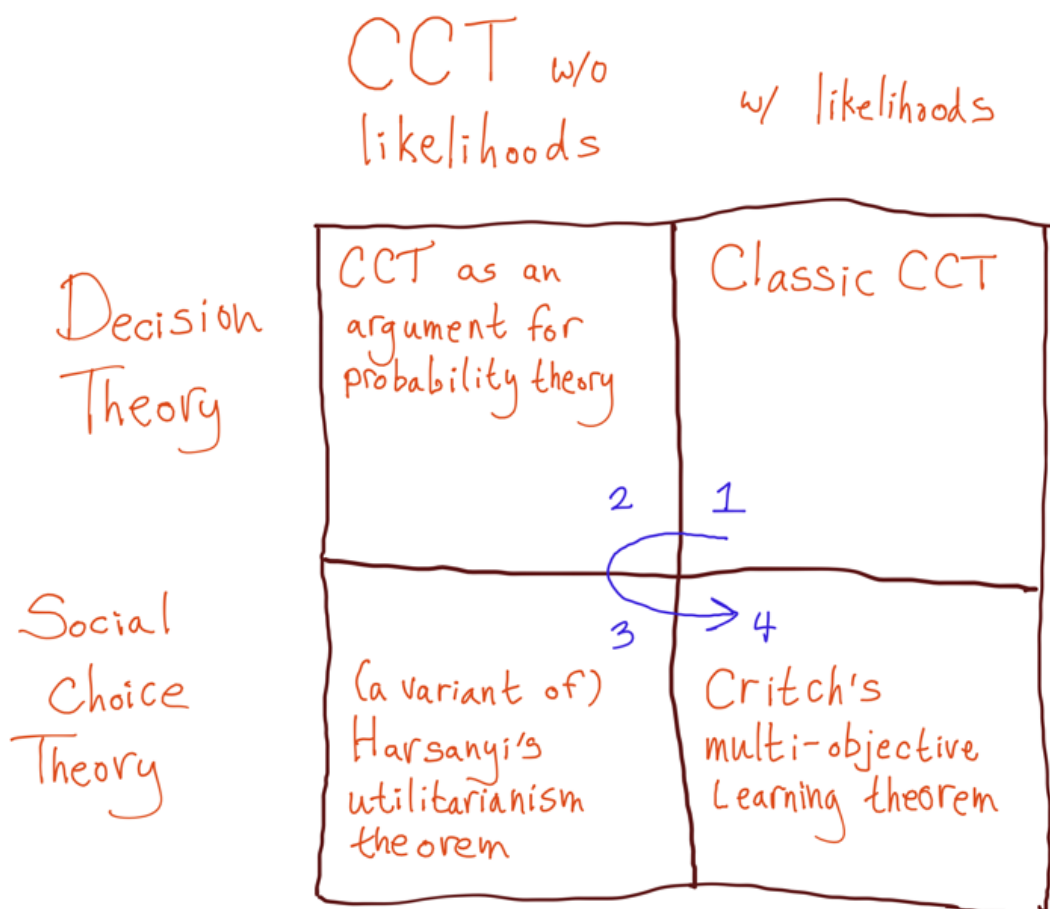 CCT w/o
likelihoods
w/ likelihoods
Decision
Theory
CCT as an
argument for
probability theory
Classic CCT
2
1
3
4
Social
Choice
Theory
(a variant of)
Harsanyi's
utilitarianism
theorem
Critch's
multi-objective
Learning theorem